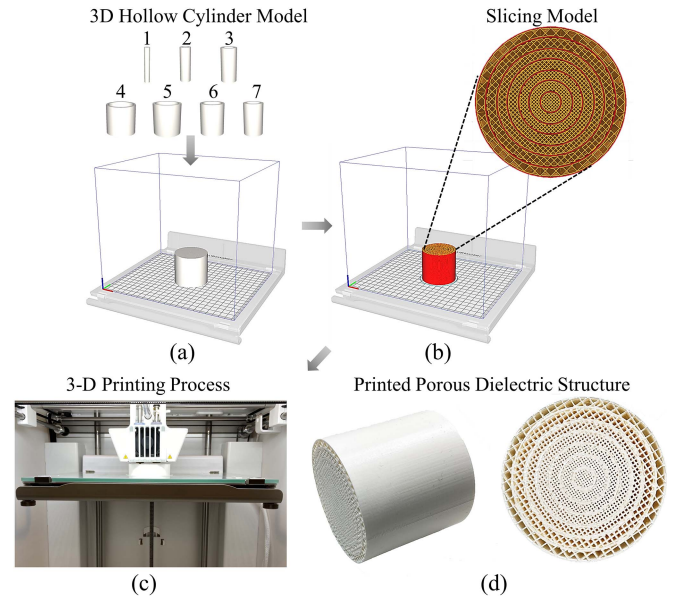 3D Hollow Cylinder Model
Slicing Model
1 2 3
4 5 6 7
(a)
(b)
3-D Printing Process
Printed Porous Dielectric Structure
(c)
(d)